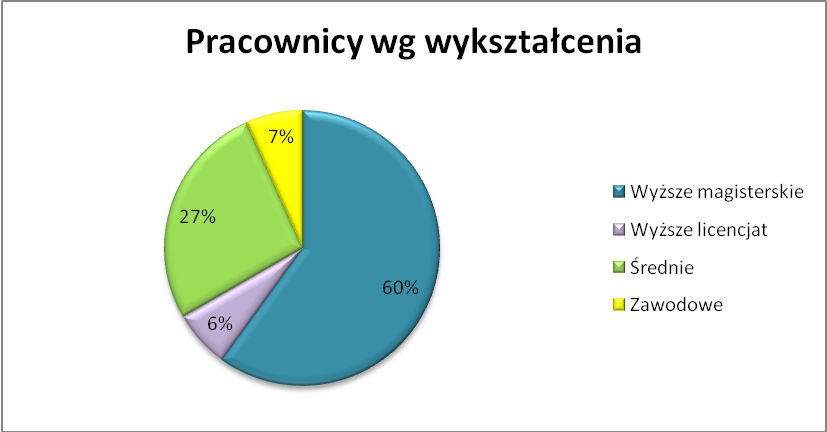 Pracownicy wg wykształcenia
7%
27%
60%
6%
Wyższe magisterskie
Wyższe licencjat
Średnie
Zawodowe